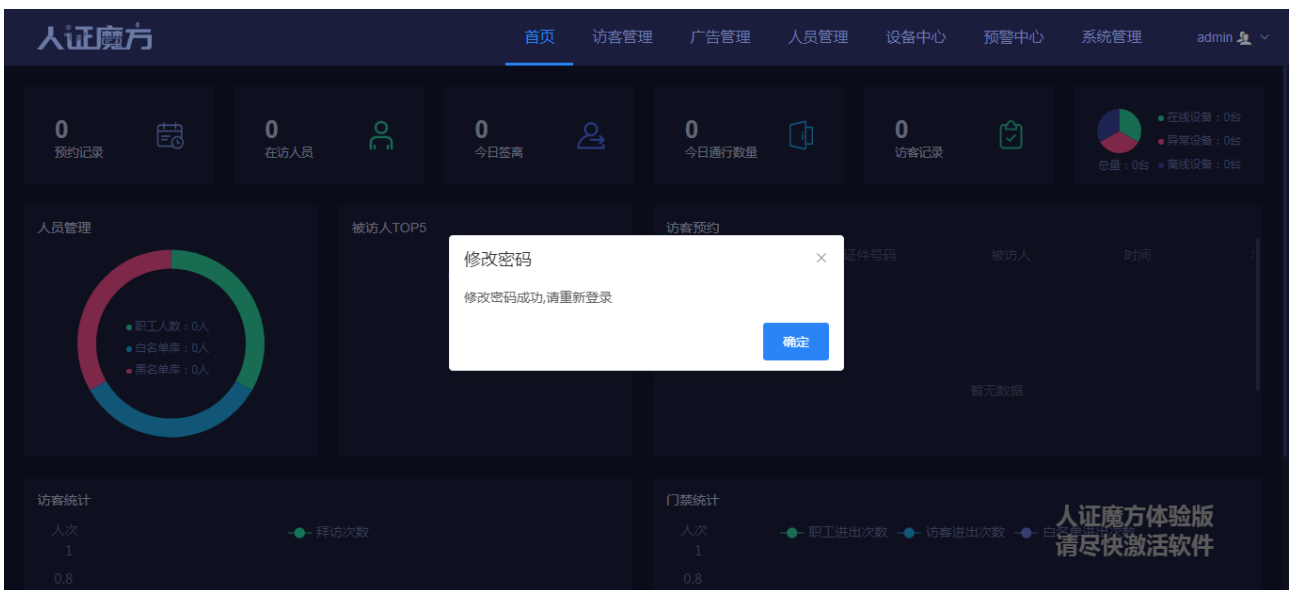 人证魔方
首页 访客管理 广告管理 人员管理 设备中心 预警中心 系统管理 admin
0
预约记录
0
在访人员
0
今日签离
0
今日通行数量
0
访客记录
在线设备：0台
异常设备：0台
总量：0台 离线设备：0台
人员管理
职工人数：0人
白名单库：0人
黑名单库：0人
被访人TOP5
访客预约
证件号码 被访人 时间
暂无数据
修改密码
修改密码成功,请重新登录
确定
访客统计
人次
拜访次数
1
0.8
门禁统计
人次
职工进出次数 访客进出次数 白名单进出次数
1
0.8
人证魔方体验版
请尽快激活软件